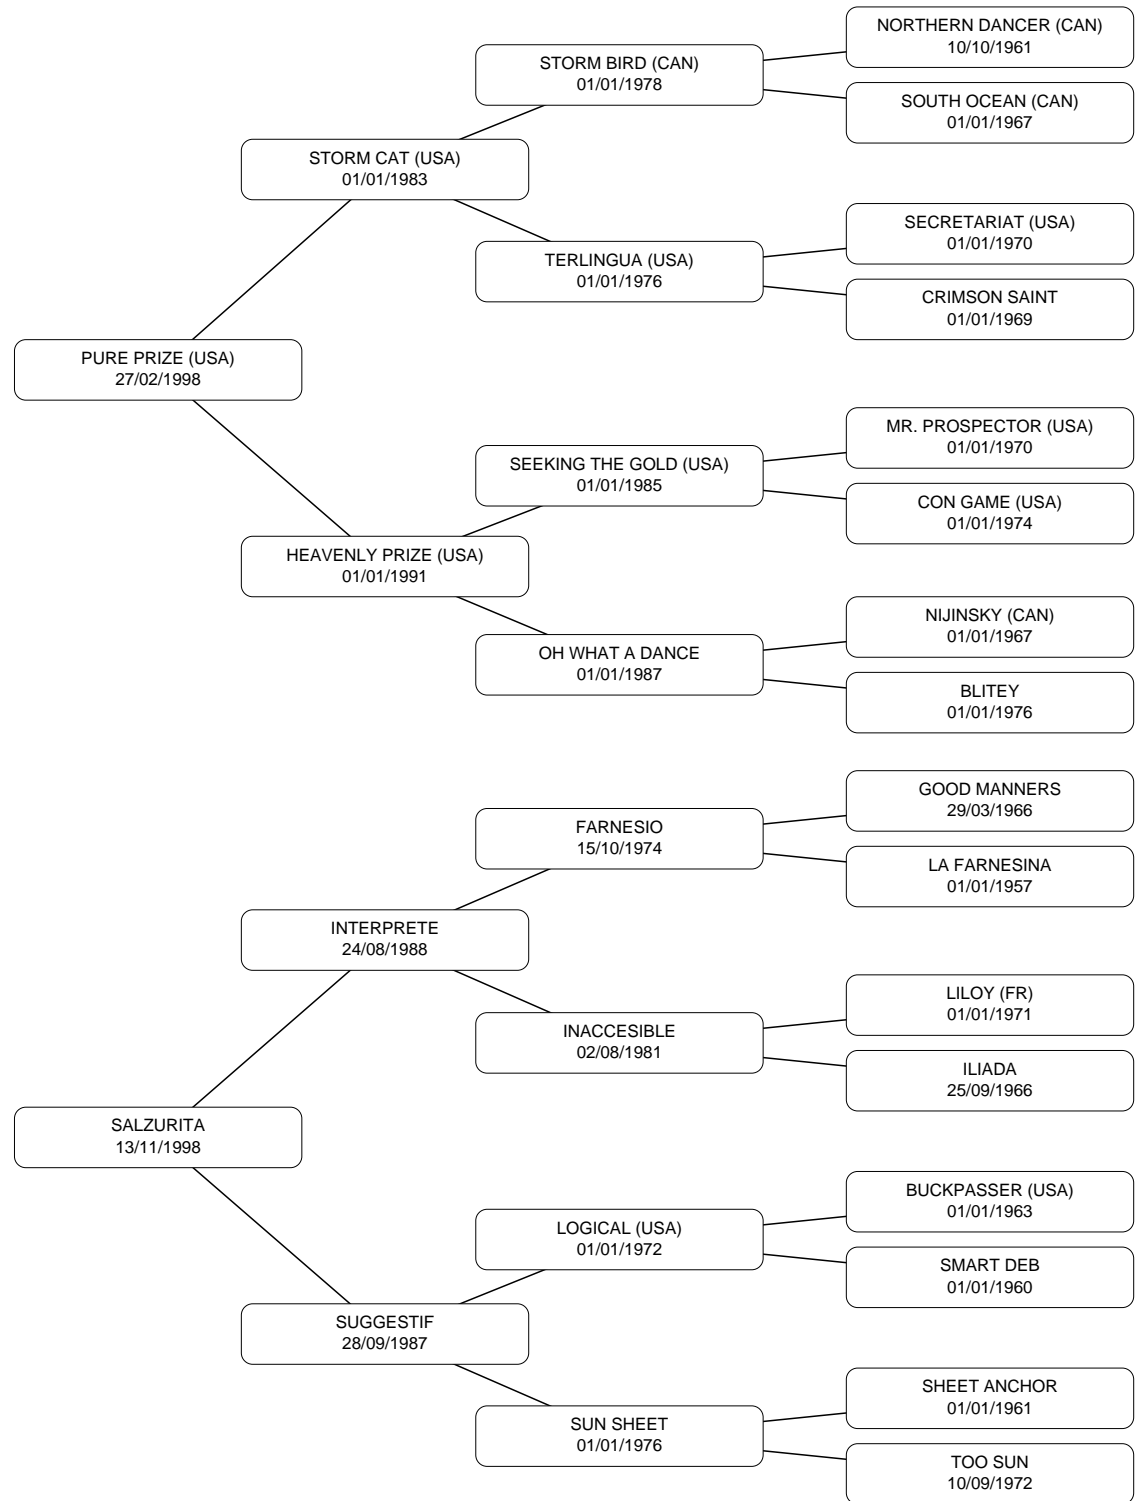 NORTHERN DANCER (CAN)
10/10/1961
STORM BIRD (CAN)
01/01/1978
SOUTH OCEAN (CAN)
01/01/1967
STORM CAT (USA)
01/01/1983
SECRETARIAT (USA)
01/01/1970
TERLINGUA (USA)
01/01/1976
CRIMSON SAINT
01/01/1969
PURE PRIZE (USA)
27/02/1998
MR. PROSPECTOR (USA)
01/01/1970
SEEKING THE GOLD (USA)
01/01/1985
CON GAME (USA)
01/01/1974
HEAVENLY PRIZE (USA)
01/01/1991
NIJINSKY (CAN)
01/01/1967
OH WHAT A DANCE
01/01/1987
BLITEY
01/01/1976
GOOD MANNERS
29/03/1966
FARNESIO
15/10/1974
LA FARNESINA
01/01/1957
INTERPRETE
24/08/1988
LILOY (FR)
01/01/1971
INACCESIBLE
02/08/1981
ILIADA
25/09/1966
SALZURITA
13/11/1998
BUCKPASSER (USA)
01/01/1963
LOGICAL (USA)
01/01/1972
SMART DEB
01/01/1960
SUGGESTIF
28/09/1987
SHEET ANCHOR
01/01/1961
SUN SHEET
01/01/1976
TOO SUN
10/09/1972